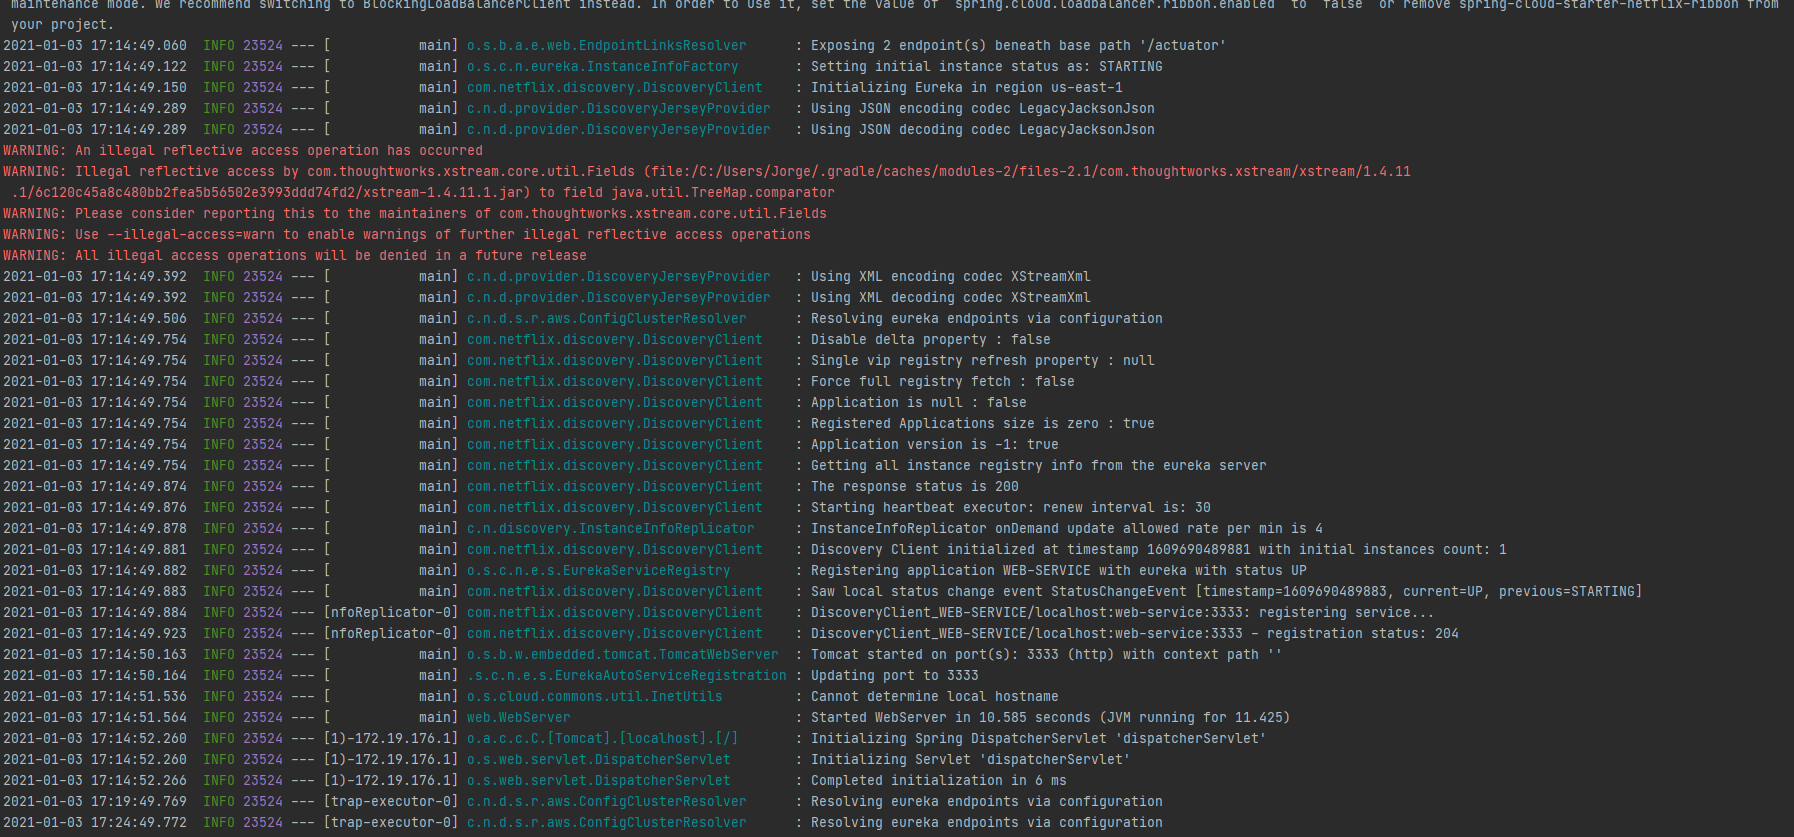 maintenance mode. We recommend switching to BlockingLoadBalancerClient instead. In order to use it, set the value of `spring.cloud.loadbalancer.ribbon.enabled` to `false` or remove spring-cloud-starter-netflix-ribbon from
your project.
2021-01-03 17:14:49.060  INFO 23524 --- [           main] o.s.b.a.e.web.EndpointLinksResolver      : Exposing 2 endpoint(s) beneath base path '/actuator'
2021-01-03 17:14:49.122  INFO 23524 --- [           main] o.s.c.n.eureka.InstanceInfoFactory       : Setting initial instance status as: STARTING
2021-01-03 17:14:49.150  INFO 23524 --- [           main] com.netflix.discovery.DiscoveryClient    : Initializing Eureka in region us-east-1
2021-01-03 17:14:49.289  INFO 23524 --- [           main] c.n.d.provider.DiscoveryJerseyProvider   : Using JSON encoding codec LegacyJacksonJson
2021-01-03 17:14:49.289  INFO 23524 --- [           main] c.n.d.provider.DiscoveryJerseyProvider   : Using JSON decoding codec LegacyJacksonJson
WARNING: An illegal reflective access operation has occurred
WARNING: Illegal reflective access by com.thoughtworks.xstream.core.util.Fields (file:/C:/Users/Jorge/.gradle/caches/modules-2/files-2.1/com.thoughtworks.xstream/xstream/1.4.11
.1/6c120c45a8c480bb2fea5b56502e3993ddd74fd2/xstream-1.4.11.1.jar) to field java.util.TreeMap.comparator
WARNING: Please consider reporting this to the maintainers of com.thoughtworks.xstream.core.util.Fields
WARNING: Use --illegal-access=warn to enable warnings of further illegal reflective access operations
WARNING: All illegal access operations will be denied in a future release
2021-01-03 17:14:49.392  INFO 23524 --- [           main] c.n.d.provider.DiscoveryJerseyProvider   : Using XML encoding codec XStreamXml
2021-01-03 17:14:49.392  INFO 23524 --- [           main] c.n.d.provider.DiscoveryJerseyProvider   : Using XML decoding codec XStreamXml
2021-01-03 17:14:49.506  INFO 23524 --- [           main] c.n.d.s.r.aws.ConfigClusterResolver      : Resolving eureka endpoints via configuration
2021-01-03 17:14:49.754  INFO 23524 --- [           main] com.netflix.discovery.DiscoveryClient    : Disable delta property : false
2021-01-03 17:14:49.754  INFO 23524 --- [           main] com.netflix.discovery.DiscoveryClient    : Single vip registry refresh property : null
2021-01-03 17:14:49.754  INFO 23524 --- [           main] com.netflix.discovery.DiscoveryClient    : Force full registry fetch : false
2021-01-03 17:14:49.754  INFO 23524 --- [           main] com.netflix.discovery.DiscoveryClient    : Application is null : false
2021-01-03 17:14:49.754  INFO 23524 --- [           main] com.netflix.discovery.DiscoveryClient    : Registered Applications size is zero : true
2021-01-03 17:14:49.754  INFO 23524 --- [           main] com.netflix.discovery.DiscoveryClient    : Application version is -1: true
2021-01-03 17:14:49.754  INFO 23524 --- [           main] com.netflix.discovery.DiscoveryClient    : Getting all instance registry info from the eureka server
2021-01-03 17:14:49.874  INFO 23524 --- [           main] com.netflix.discovery.DiscoveryClient    : The response status is 200
2021-01-03 17:14:49.876  INFO 23524 --- [           main] com.netflix.discovery.DiscoveryClient    : Starting heartbeat executor: renew interval is: 30
2021-01-03 17:14:49.878  INFO 23524 --- [           main] c.n.discovery.InstanceInfoReplicator     : InstanceInfoReplicator onDemand update allowed rate per min is 4
2021-01-03 17:14:49.881  INFO 23524 --- [           main] com.netflix.discovery.DiscoveryClient    : Discovery Client initialized at timestamp 1609690489881 with initial instances count: 1
2021-01-03 17:14:49.882  INFO 23524 --- [           main] o.s.c.n.e.s.EurekaServiceRegistry        : Registering application WEB-SERVICE with eureka with status UP
2021-01-03 17:14:49.883  INFO 23524 --- [           main] com.netflix.discovery.DiscoveryClient    : Saw local status change event StatusChangeEvent [timestamp=1609690489883, current=UP, previous=STARTING]
2021-01-03 17:14:49.884  INFO 23524 --- [nfoReplicator-0] com.netflix.discovery.DiscoveryClient    : DiscoveryClient_WEB-SERVICE/localhost:web-service:3333: registering service...
2021-01-03 17:14:49.923  INFO 23524 --- [nfoReplicator-0] com.netflix.discovery.DiscoveryClient    : DiscoveryClient_WEB-SERVICE/localhost:web-service:3333 - registration status: 204
2021-01-03 17:14:50.163  INFO 23524 --- [           main] o.s.b.w.embedded.tomcat.TomcatWebServer  : Tomcat started on port(s): 3333 (http) with context path ''
2021-01-03 17:14:50.164  INFO 23524 --- [           main] .s.c.n.e.s.EurekaAutoServiceRegistration : Updating port to 3333
2021-01-03 17:14:51.536  INFO 23524 --- [           main] o.s.cloud.commons.util.InetUtils         : Cannot determine local hostname
2021-01-03 17:14:51.564  INFO 23524 --- [           main] web.WebServer                            : Started WebServer in 10.585 seconds (JVM running for 11.425)
2021-01-03 17:14:52.260  INFO 23524 --- [1)-172.19.176.1] o.a.c.c.C.[Tomcat].[localhost].[/]       : Initializing Spring DispatcherServlet 'dispatcherServlet'
2021-01-03 17:14:52.260  INFO 23524 --- [1)-172.19.176.1] o.s.web.servlet.DispatcherServlet        : Initializing Servlet 'dispatcherServlet'
2021-01-03 17:14:52.266  INFO 23524 --- [1)-172.19.176.1] o.s.web.servlet.DispatcherServlet        : Completed initialization in 6 ms
2021-01-03 17:19:49.769  INFO 23524 --- [trap-executor-0] c.n.d.s.r.aws.ConfigClusterResolver      : Resolving eureka endpoints via configuration
2021-01-03 17:24:49.772  INFO 23524 --- [trap-executor-0] c.n.d.s.r.aws.ConfigClusterResolver      : Resolving eureka endpoints via configuration